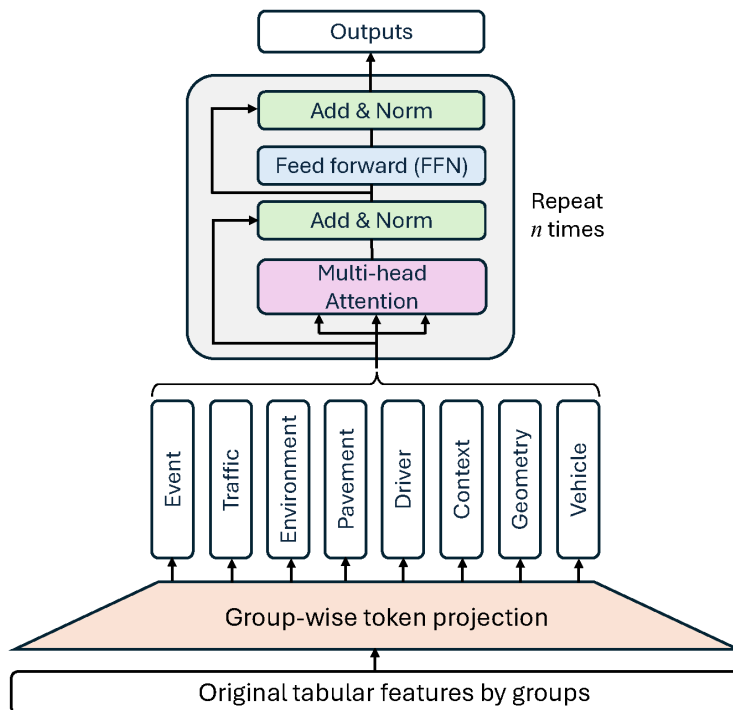 Outputs
Add & Norm
Feed forward (FFN)
Add & Norm
Repeat
n times
Multi-head
Attention
Event
Traffic
Environment
Pavement
Driver
Context
Geometry
Vehicle
Group-wise token projection
Original tabular features by groups